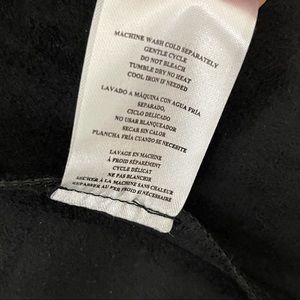 MACHINE WASH COLD SEPARATELY
GENTLE CYCLE
DO NOT BLEACH
TUMBLE DRY NO HEAT
COOL IRON IF NEEDED
LAVADO A MÁQUINA CON AGUA FRÍA
SEPARADO,
CICLO DELICADO
NO USAR BLANQUEADOR
SECAR SIN CALOR
PLANCHA FRÍA CUANDO SE NECESITE
LAVAGE EN MACHINE
À FROID SÉPARÉMENT
CYCLE DÉLICAT
NE PAS BLANCHIR
SÉCHER À LA MACHINE SANS CHALEUR
REPASSER AU FER FROID SI NÉCESSAIRE